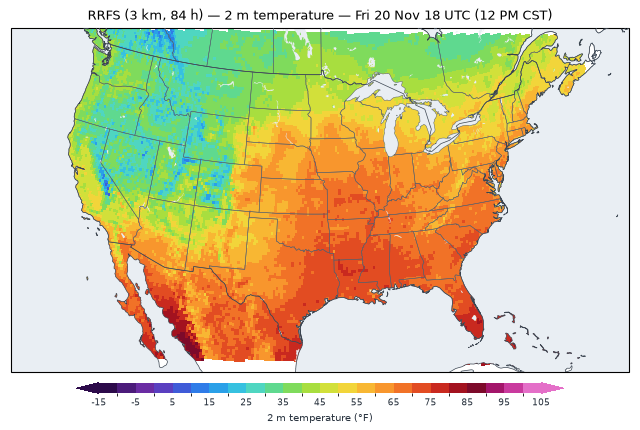 RRFS (3 km, 84 h) — 2 m temperature — Fri 20 Nov 18 UTC (12 PM CST)
-15 -5 5 15 25 35 45 55 65 75 85 95 105
2 m temperature (°F)